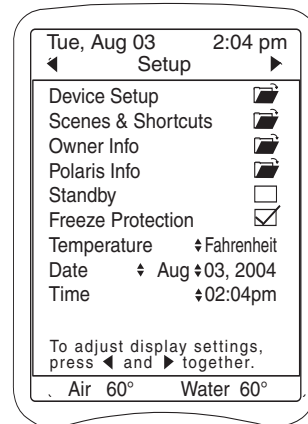 Tue, Aug 03 2:04 pm
◀ Setup ▶
Device Setup
Scenes & Shortcuts
Owner Info
Polaris Info
Standby
Freeze Protection
Temperature Fahrenheit
Date Aug 03, 2004
Time 02:04pm
To adjust display settings,
press ◀ and ▶ together.
Air 60° Water 60°